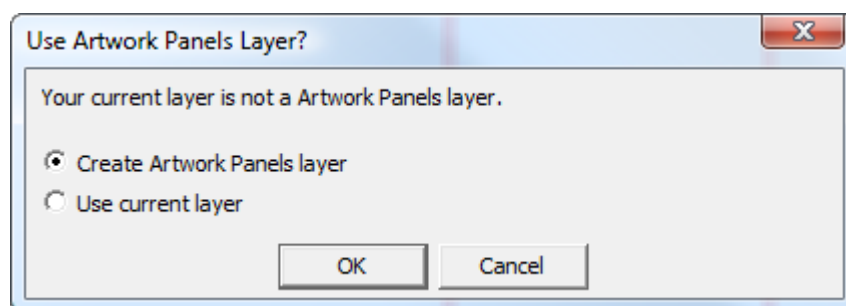 Use Artwork Panels Layer?
Your current layer is not a Artwork Panels layer.
Create Artwork Panels layer
Use current layer
OK Cancel